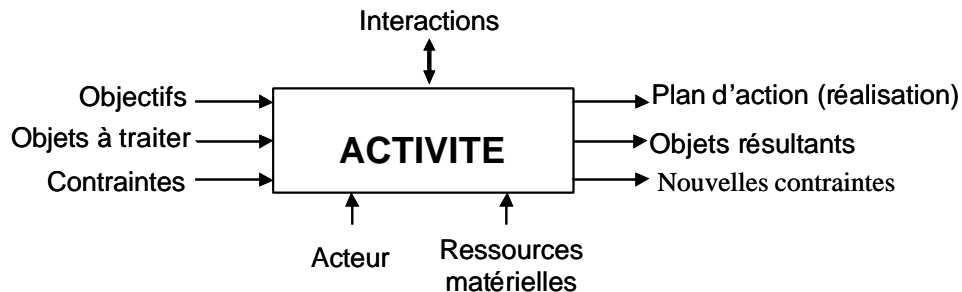 Interactions
Objectifs
Plan d'action (réalisation)
Objets à traiter
ACTIVITE
Objets résultants
Contraintes
Nouvelles contraintes
Acteur
Ressources
matérielles